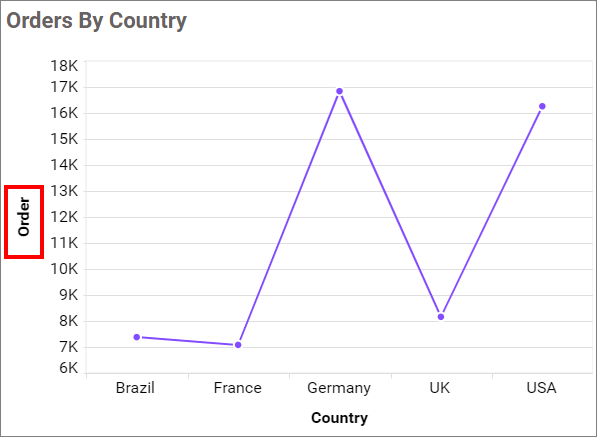 Orders By Country
18K
17K
16K
15K
14K
13K
12K
11K
10K
9K
8K
7K
6K
Order
Brazil France Germany UK USA
Country